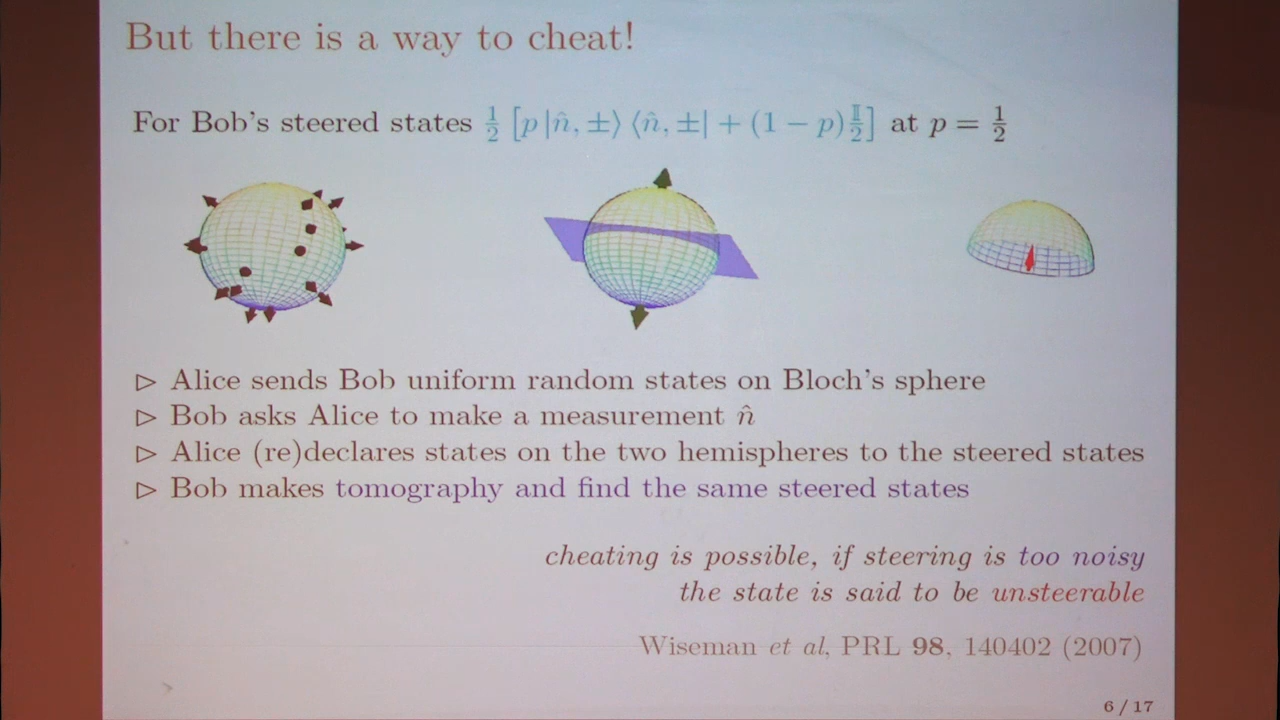 But there is a way to cheat!
For Bob's steered states ½ [p |n̂, ±⟩ ⟨n̂, ±| + (1 − p) 𝕀/2] at p = ½
▷ Alice sends Bob uniform random states on Bloch's sphere
▷ Bob asks Alice to make a measurement n̂
▷ Alice (re)declares states on the two hemispheres to the steered states
▷ Bob makes tomography and find the same steered states
cheating is possible, if steering is too noisy
the state is said to be unsteerable
Wiseman et al, PRL 98, 140402 (2007)
6 / 17